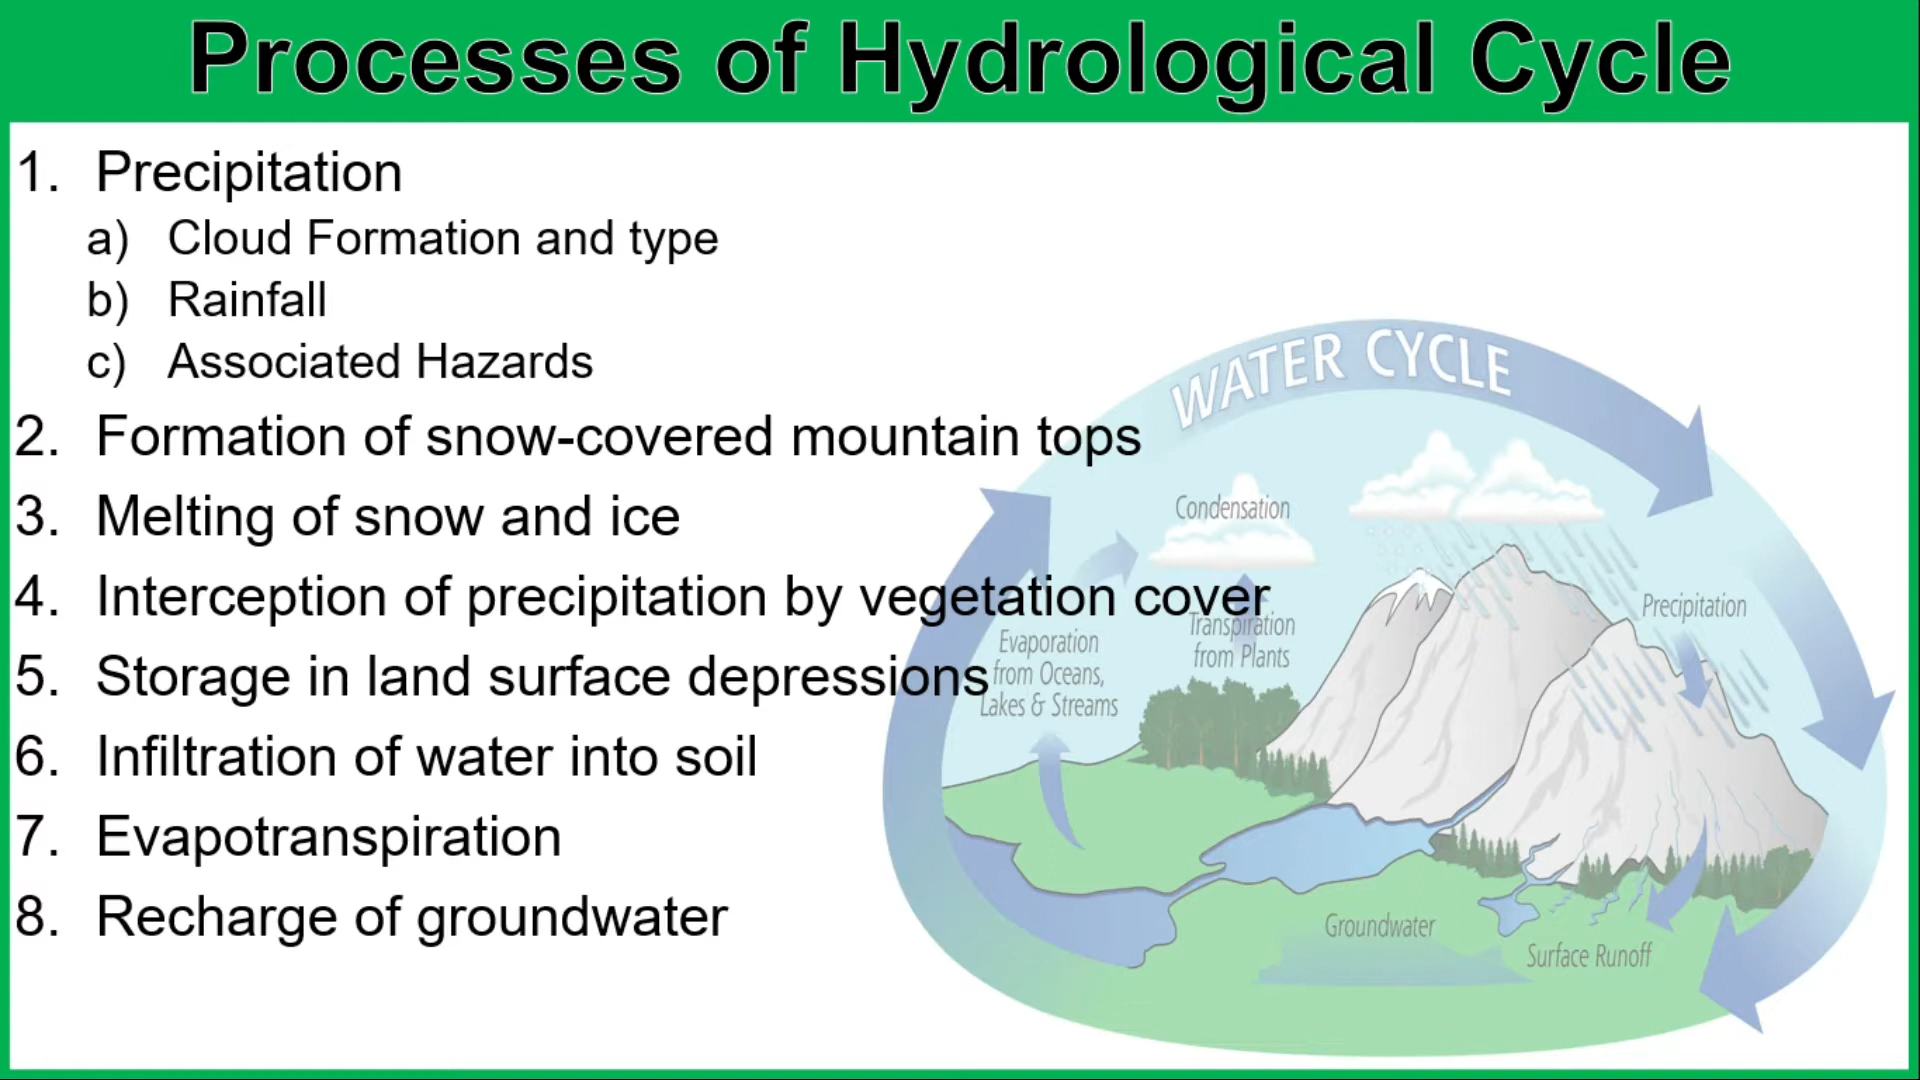 Processes of Hydrological Cycle
1. Precipitation
a) Cloud Formation and type
b) Rainfall
c) Associated Hazards
2. Formation of snow-covered mountain tops
3. Melting of snow and ice
4. Interception of precipitation by vegetation cover
5. Storage in land surface depressions
6. Infiltration of water into soil
7. Evapotranspiration
8. Recharge of groundwater
WATER CYCLE
Condensation
Precipitation
Transpiration
from Plants
Evaporation
from Oceans,
Lakes & Streams
Groundwater
Surface Runoff